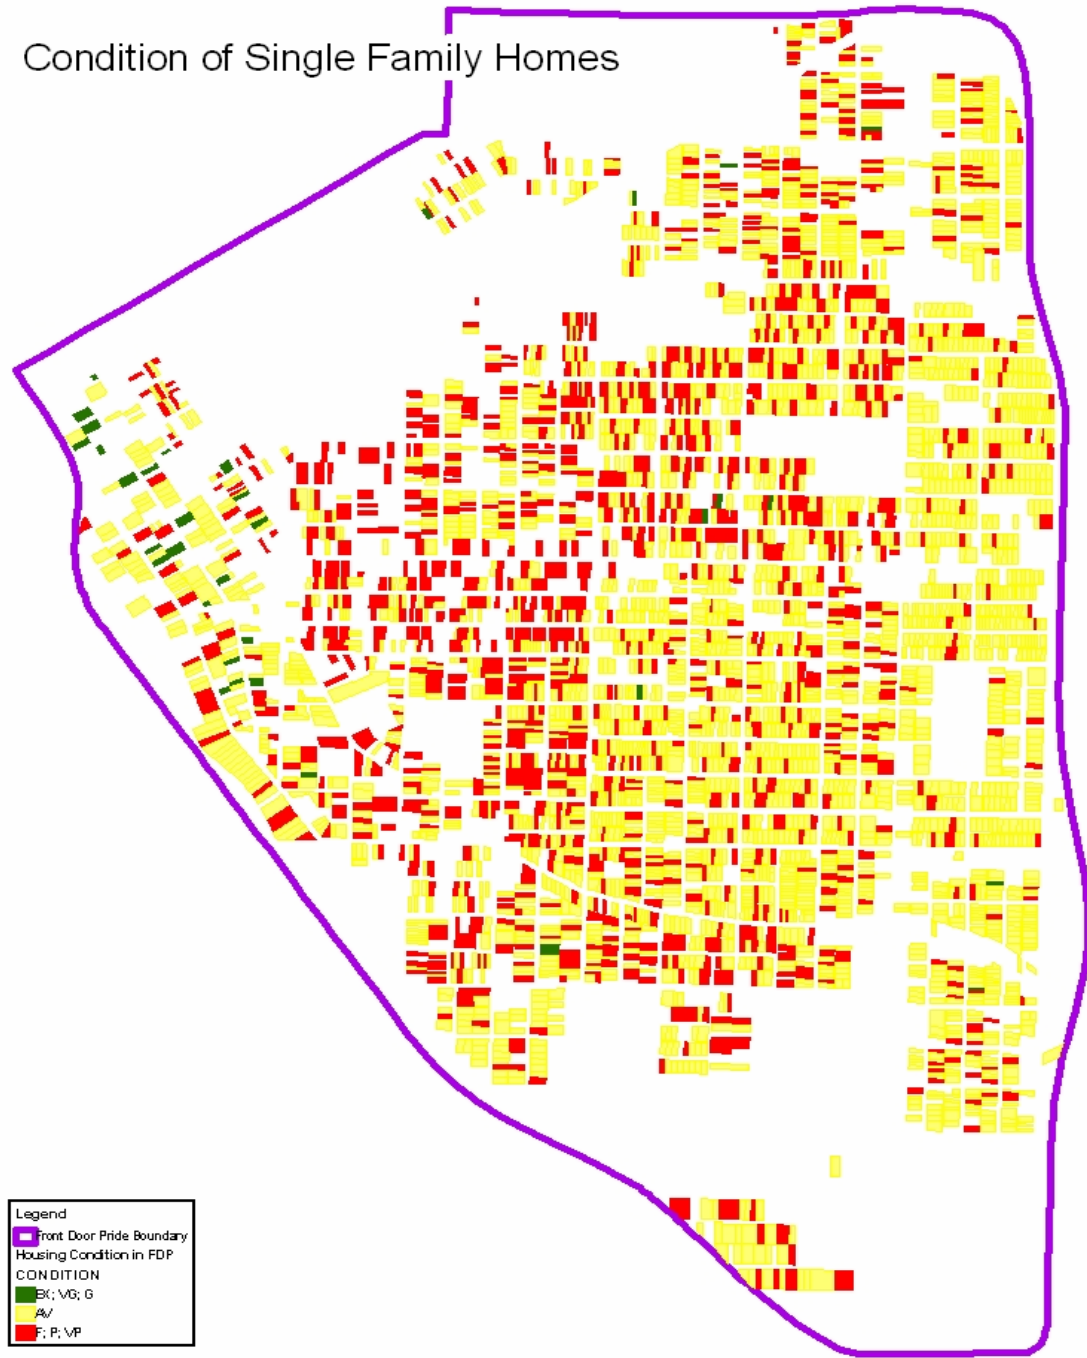 Condition of Single Family Homes
Legend
Front Door Pride Boundary
Housing Condition in FDP
CONDITION
EX; VG; G
AV
F; P; VP